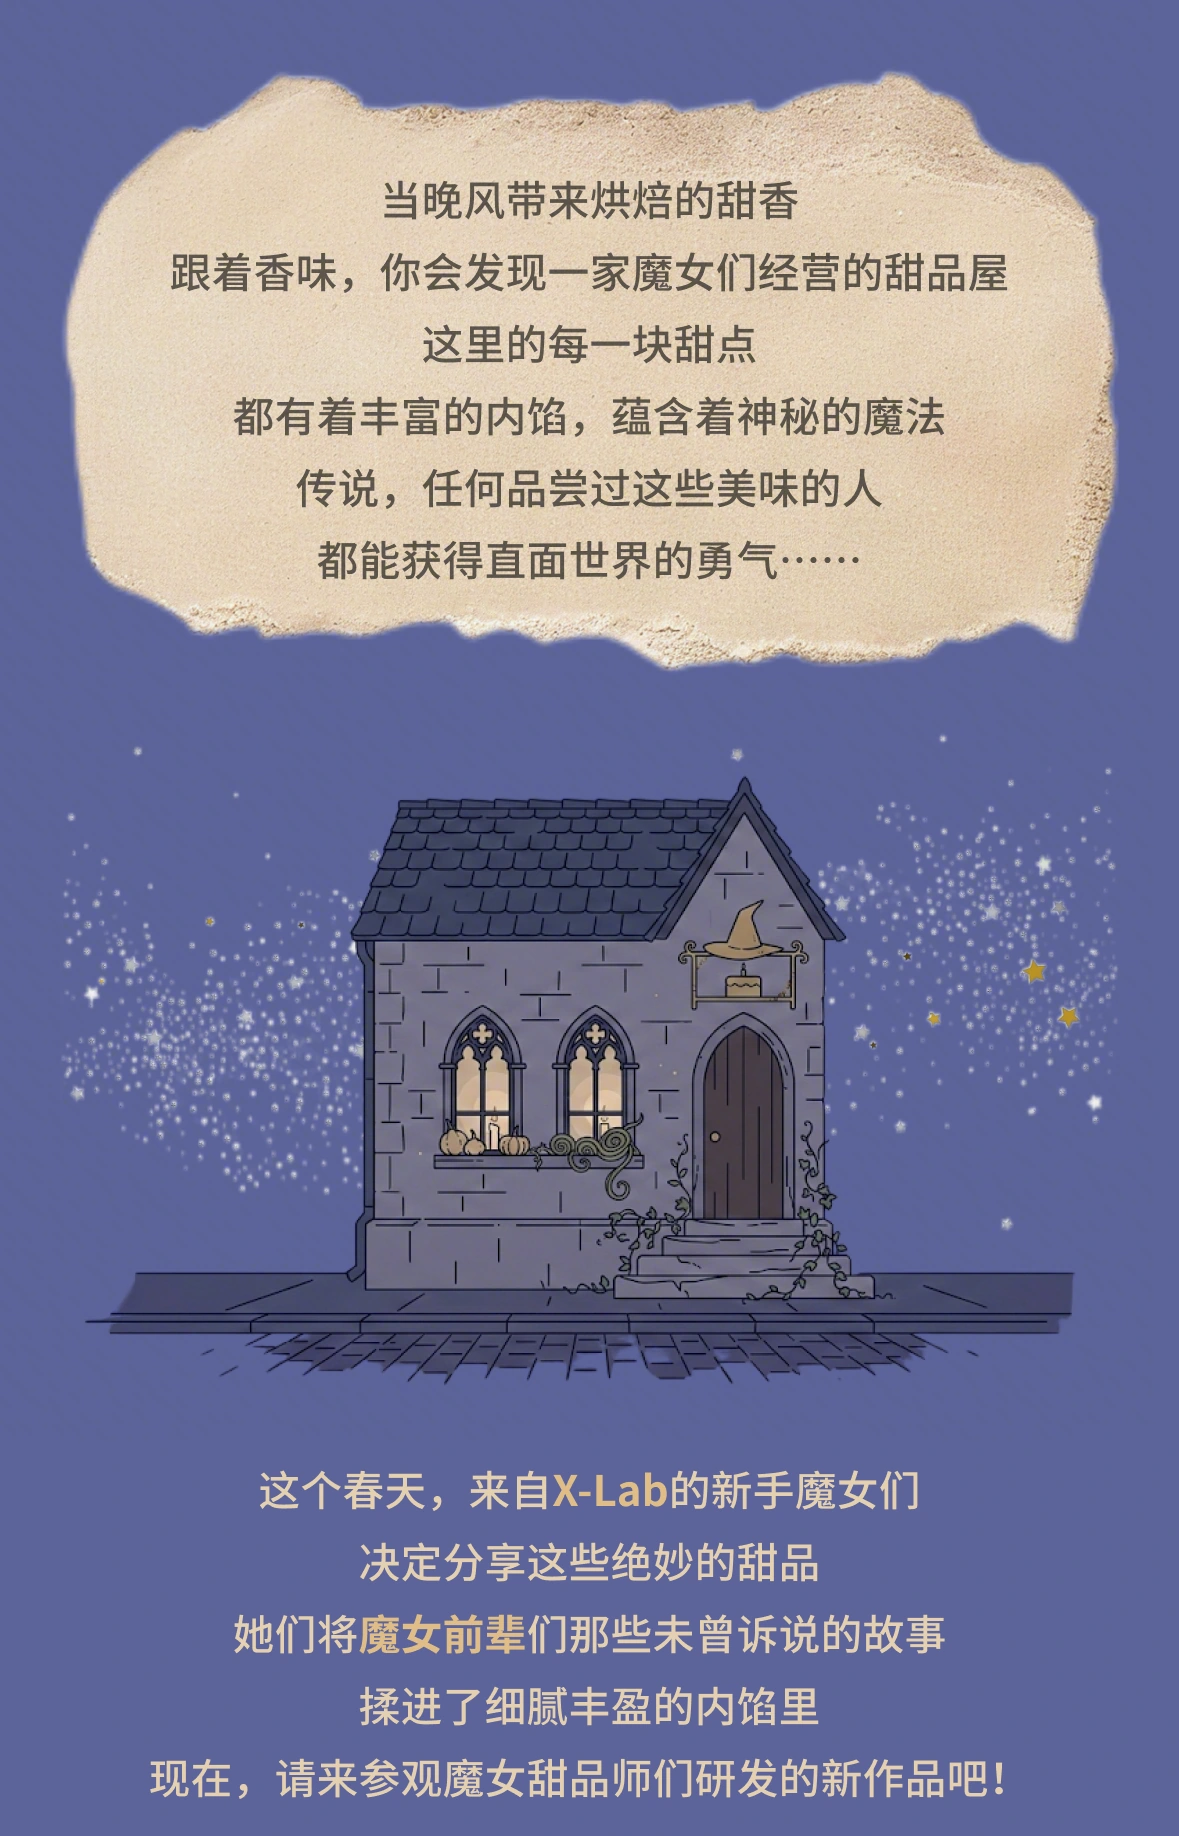 当晚风带来烘焙的甜香
跟着香味，你会发现一家魔女们经营的甜品屋
这里的每一块甜点
都有着丰富的内馅，蕴含着神秘的魔法
传说，任何品尝过这些美味的人
都能获得直面世界的勇气……
这个春天，来自X-Lab的新手魔女们
决定分享这些绝妙的甜品
她们将魔女前辈们那些未曾诉说的故事
揉进了细腻丰盈的内馅里
现在，请来参观魔女甜品师们研发的新作品吧！